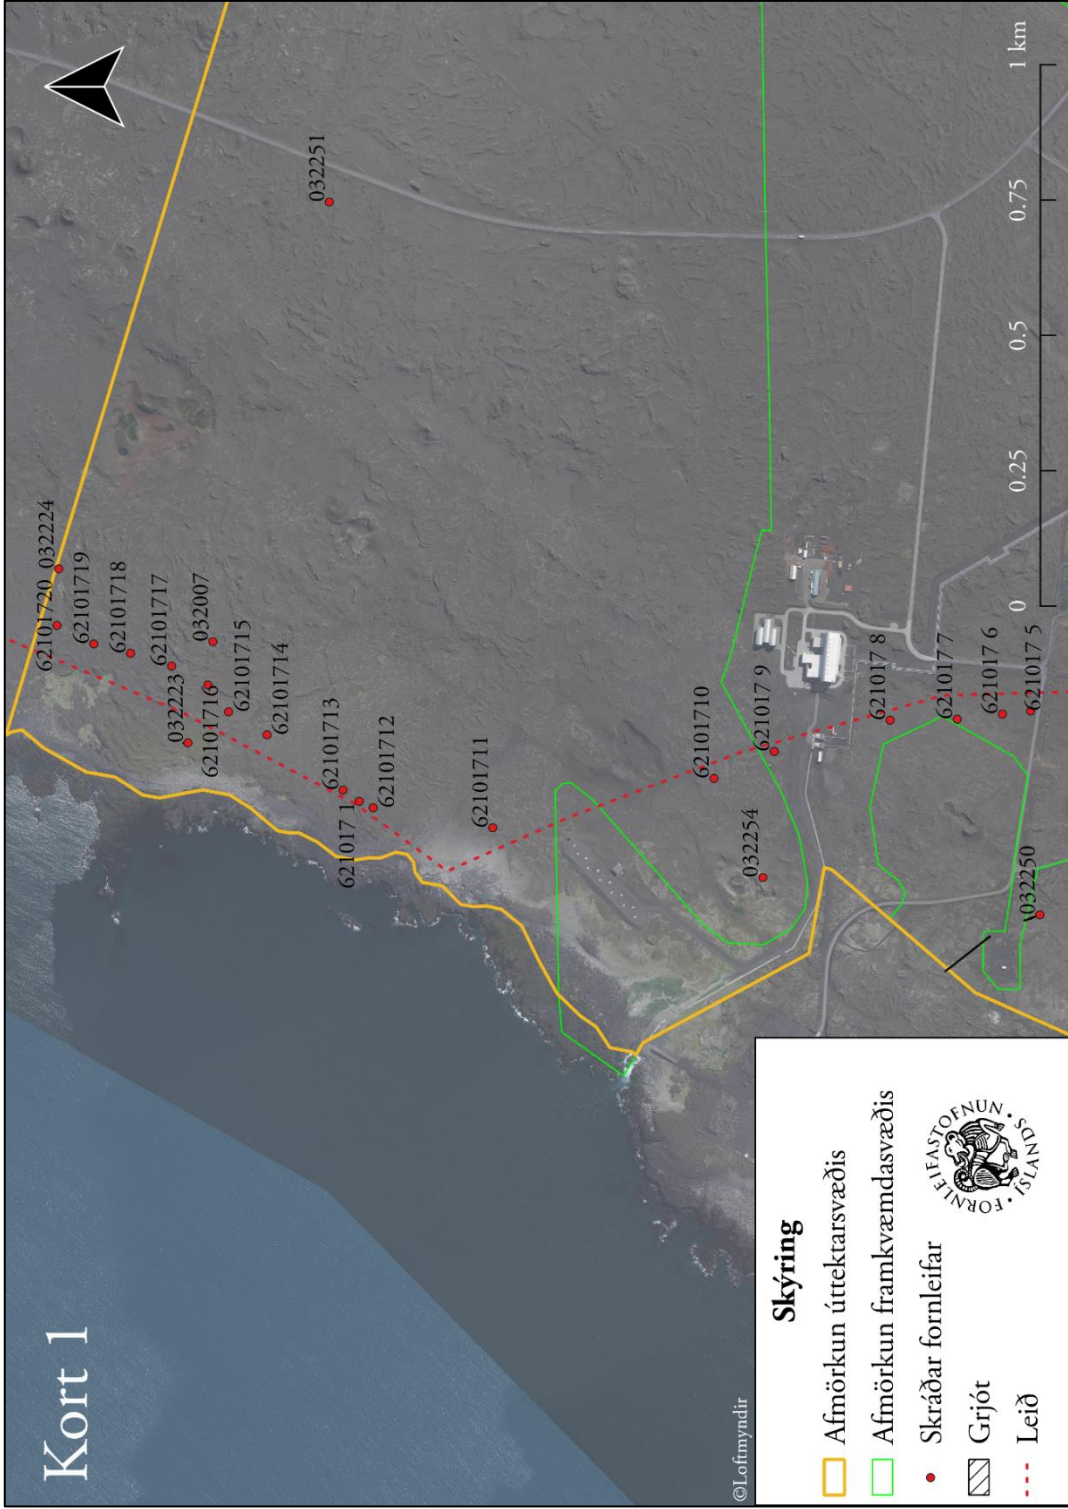 Kort 1
62101720
032224
62101719
62101718
62101717
032007
032223
62101716
62101715
62101714
032251
62101713
621017 1
62101712
62101711
62101710
621017 9
032254
621017 8
621017 7
621017 6
621017 5
032250
0 0.25 0.5 0.75 1 km
©Loftmyndir
Skýring
Afmörkun úttektarsvæðis
Afmörkun framkvæmdasvæðis
Skráðar fornleifar
Grjót
Leið
FORNLEIFASTOFNUN · ÍSLANDS ·